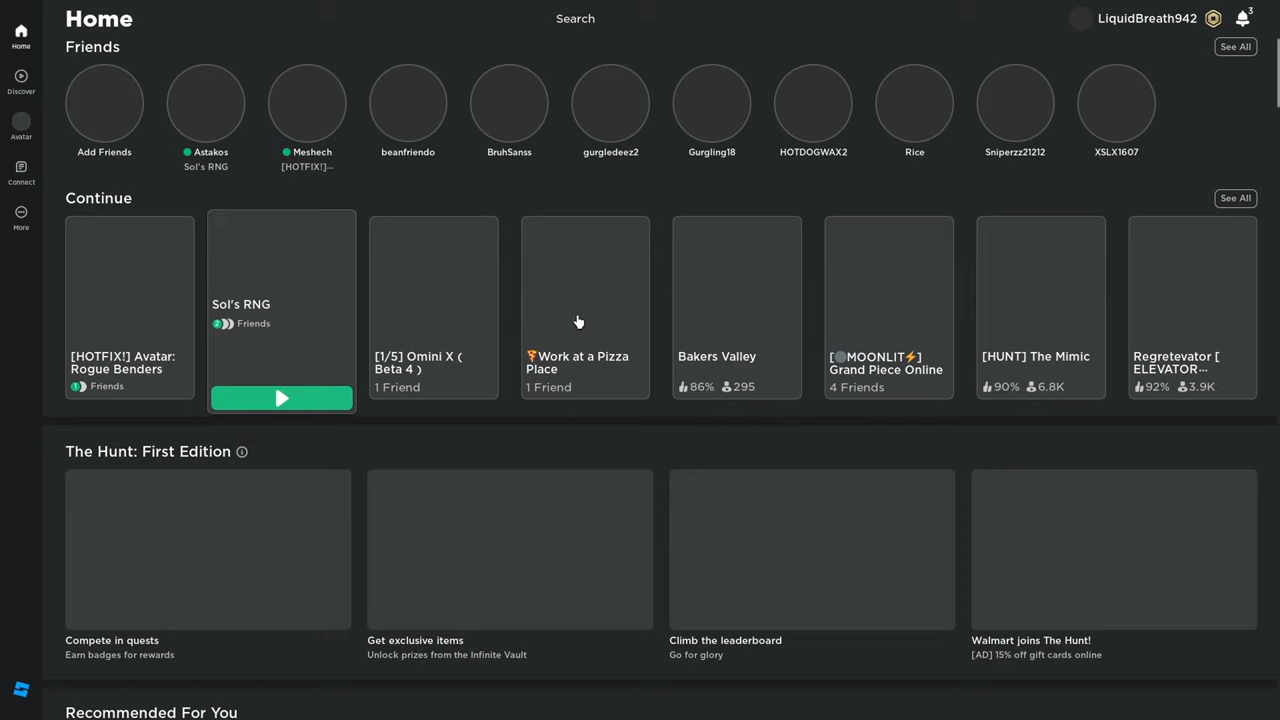 Home
Search
LiquidBreath942
3
Home
Discover
Avatar
Connect
More
Friends
See All
Add Friends
Astakos
Sol's RNG
Meshech
[HOTFIX!]...
beanfriendo
BruhSanss
gurgledeez2
Gurgling18
HOTDOGWAX2
Rice
Sniperzz21212
XSLX1607
Continue
See All
[HOTFIX!] Avatar:
Rogue Benders
1 Friends
Sol's RNG
2 Friends
[1/5] Omini X (
Beta 4 )
1 Friend
🍕Work at a Pizza
Place
1 Friend
Bakers Valley
86% 295
[🌑MOONLIT⚡]
Grand Piece Online
4 Friends
[HUNT] The Mimic
90% 6.8K
Regretevator [
ELEVATOR...
92% 3.9K
The Hunt: First Edition
Compete in quests
Earn badges for rewards
Get exclusive items
Unlock prizes from the Infinite Vault
Climb the leaderboard
Go for glory
Walmart joins The Hunt!
[AD] 15% off gift cards online
Recommended For You